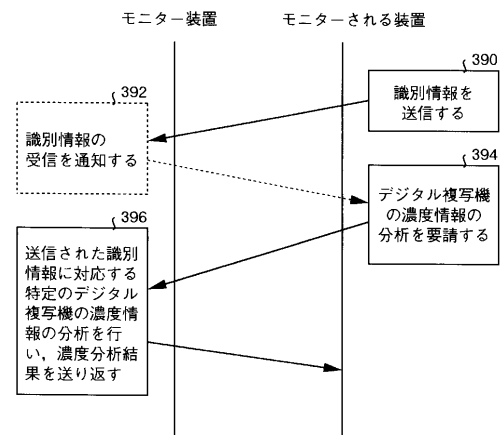 モニター装置
モニターされる装置
390
識別情報を
送信する
392
識別情報の
受信を通知する
394
デジタル複写機
の濃度情報の
分析を要請する
396
送信された識別
情報に対応する
特定のデジタル
複写機の濃度情
報の分析を行
い，濃度分析結
果を送り返す